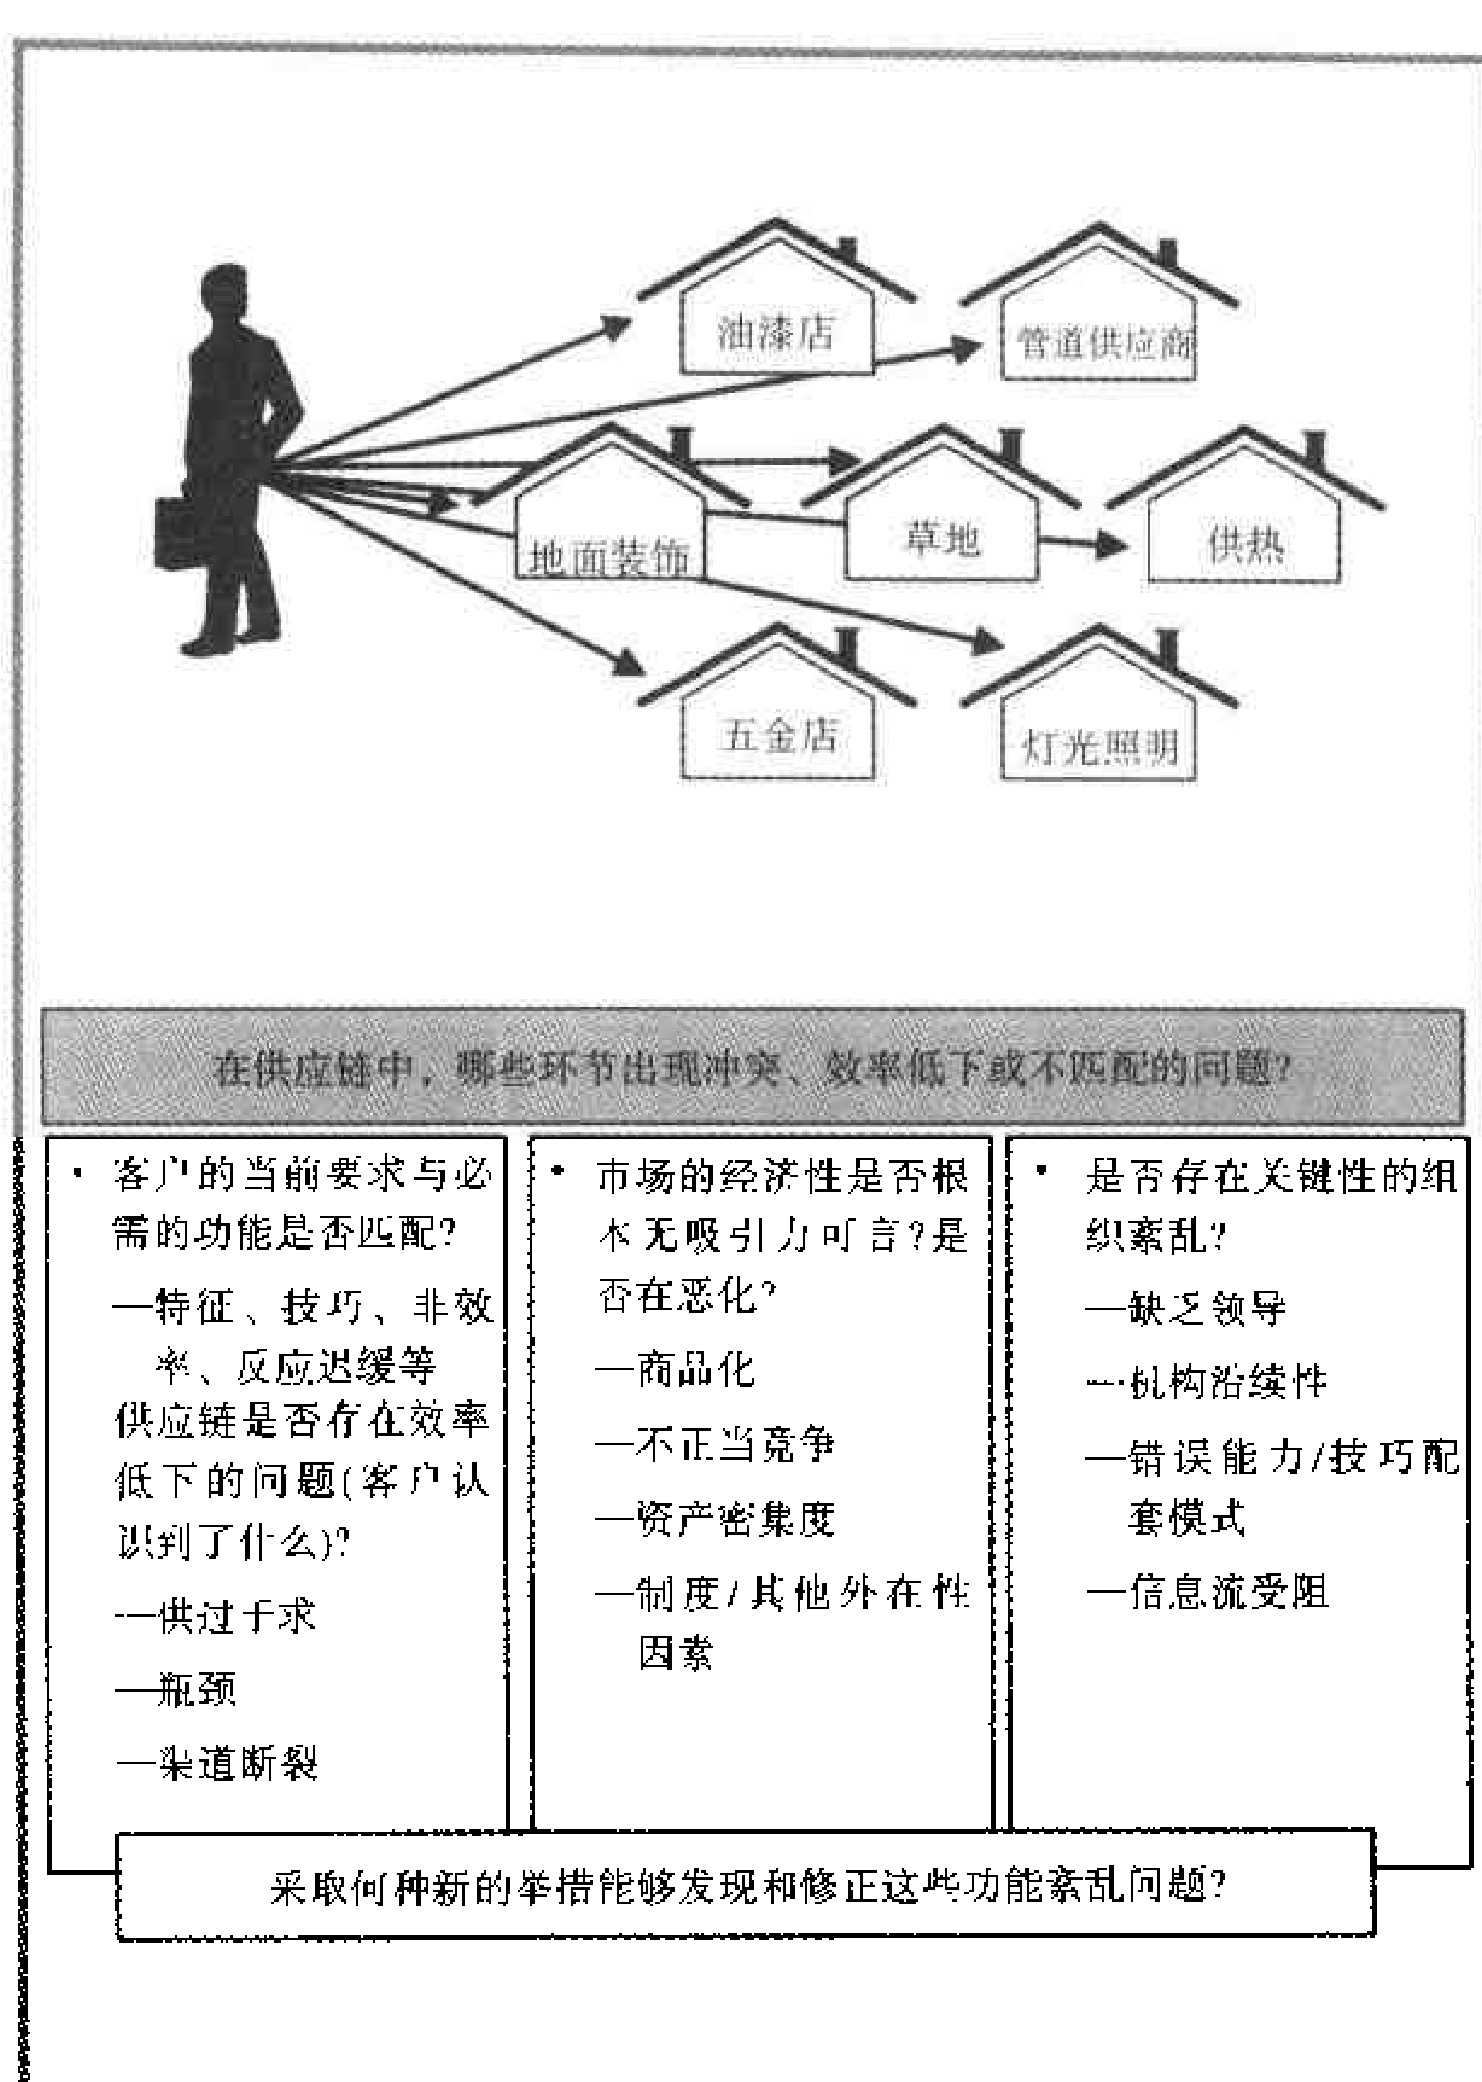 油漆店
管道供应商
地面装饰
草地
供热
五金店
灯光照明
在供应链中，哪些环节出现冲突、效率低下或不匹配的问题?
· 客户的当前要求与必
需的功能是否匹配?
—特征、技巧、非效
率、反应迟缓等
供应链是否存在效率
低下的问题(客户认
识到了什么)?
—供过于求
—瓶颈
—渠道断裂
· 市场的经济性是否根
本无吸引力可言?是
否在恶化?
—商品化
—不正当竞争
—资产密集度
—制度/其他外在性
因素
· 是否存在关键性的组
织紊乱?
—缺乏领导
—机构沿续性
—错误能力/技巧配
套模式
—信息流受阻
采取何种新的举措能够发现和修正这些功能紊乱问题?